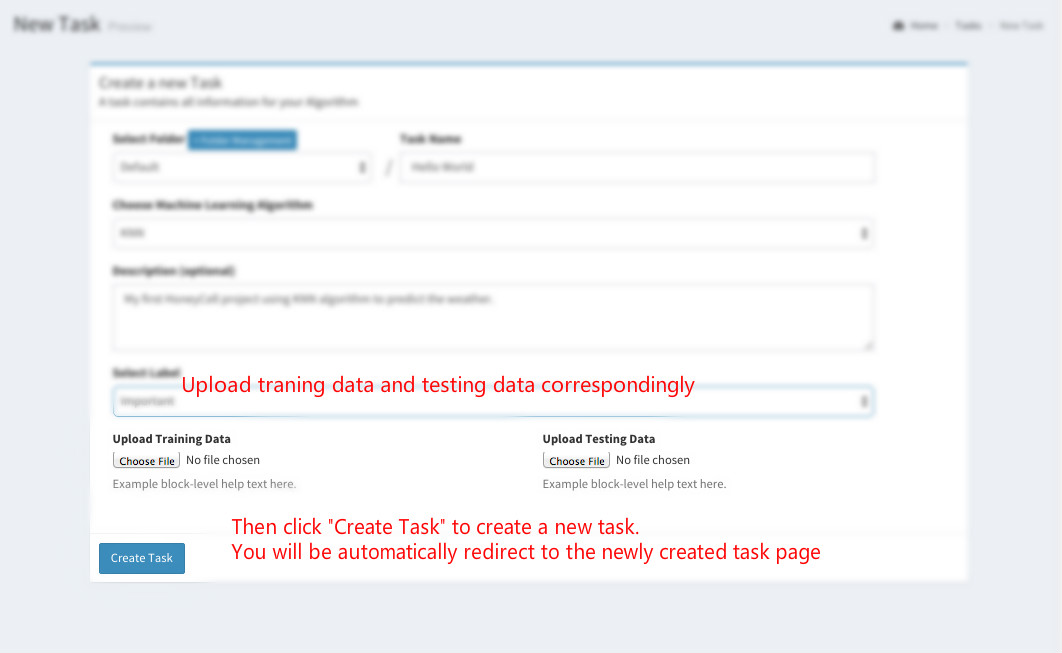 New Task Preview
Home Tasks New Task
Create a new Task
A task contains all information for your Algorithm
Select Folder
Folder Management
Task Name
Default
/
Hello World
Choose Machine Learning Algorithm
Description (optional)
My first HoneyCell project using algorithm to predict the weather.
Select Label
Upload traning data and testing data correspondingly
Important
Upload Training Data
Upload Testing Data
Choose File No file chosen
Choose File No file chosen
Example block-level help text here.
Example block-level help text here.
Then click "Create Task" to create a new task.
You will be automatically redirect to the newly created task page
Create Task